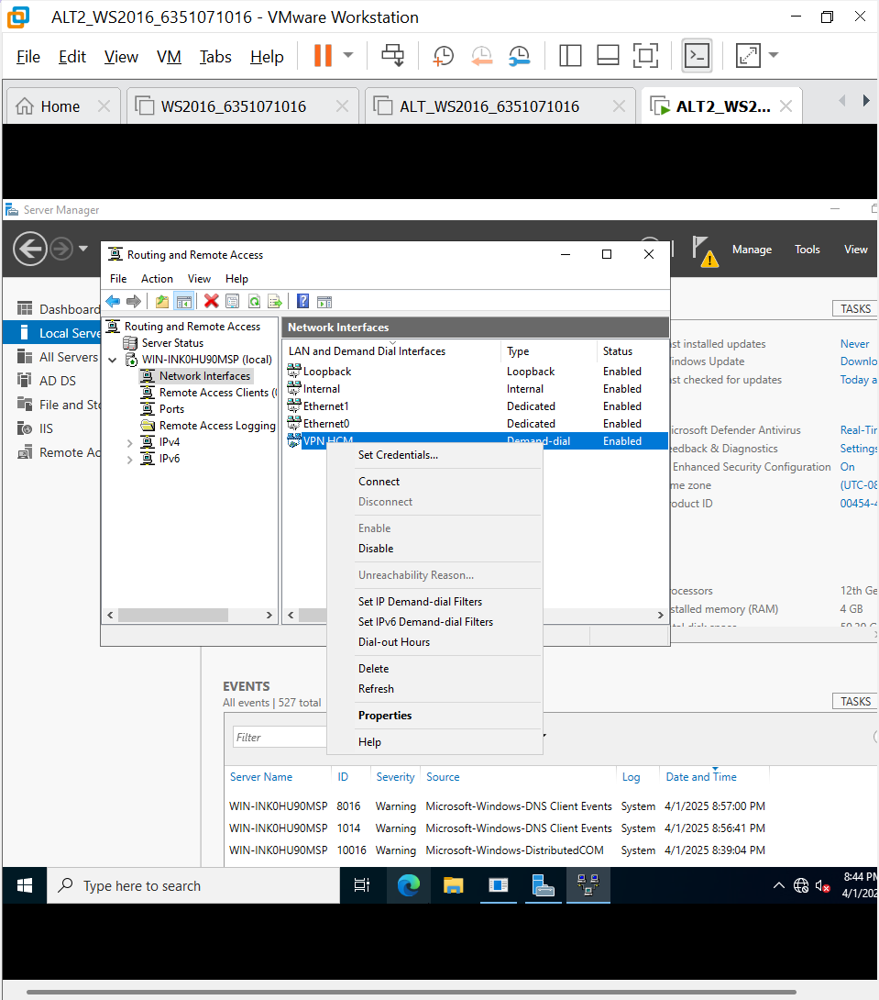 ALT2_WS2016_6351071016 - VMware Workstation
File Edit View VM Tabs Help
Home WS2016_6351071016 ALT_WS2016_6351071016 ALT2_WS2...
Server Manager
Manage Tools View
Routing and Remote Access
File Action View Help
Dashboard
Local Serve
All Servers
AD DS
File and Sto
IIS
Remote Ac
Routing and Remote Access
Server Status
WIN-INK0HU90MSP (local)
Network Interfaces
Remote Access Clients (
Ports
Remote Access Logging
IPv4
IPv6
Network Interfaces
LAN and Demand Dial Interfaces Type Status
Loopback Loopback Enabled
Internal Internal Enabled
Ethernet1 Dedicated Enabled
Ethernet0 Dedicated Enabled
VPN HCM Demand-dial Enabled
Set Credentials...
Connect
Disconnect
Enable
Disable
Unreachability Reason...
Set IP Demand-dial Filters
Set IPv6 Demand-dial Filters
Dial-out Hours
Delete
Refresh
Properties
Help
TASKS
st installed updates Never
indows Update Downlo
st checked for updates Today a
icrosoft Defender Antivirus Real-Tir
edback & Diagnostics Settings
Enhanced Security Configuration On
me zone (UTC-08
oduct ID 00454-4
ocessors 12th Ge
stalled memory (RAM) 4 GB
EVENTS
All events | 527 total
TASKS
Filter
Server Name ID Severity Source Log Date and Time
WIN-INK0HU90MSP 8016 Warning Microsoft-Windows-DNS Client Events System 4/1/2025 8:57:00 PM
WIN-INK0HU90MSP 1014 Warning Microsoft-Windows-DNS Client Events System 4/1/2025 8:56:41 PM
WIN-INK0HU90MSP 10016 Warning Microsoft-Windows-DistributedCOM System 4/1/2025 8:39:04 PM
Type here to search
8:44 PM
4/1/202